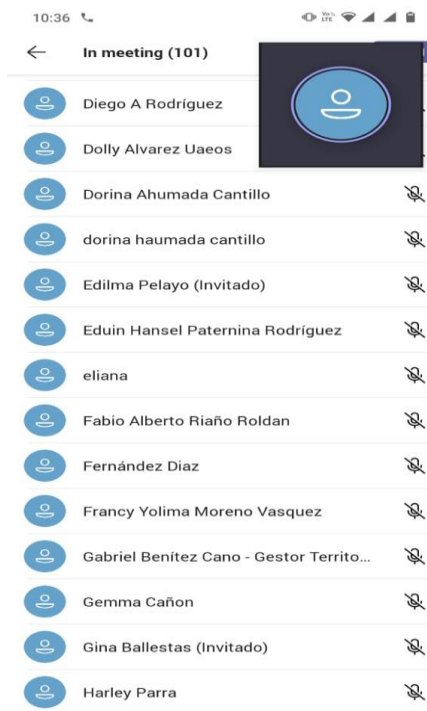 10:36
In meeting (101)
Diego A Rodríguez
Dolly Alvarez Uaeos
Dorina Ahumada Cantillo
dorina haumada cantillo
Edilma Pelayo (Invitado)
Eduin Hansel Paternina Rodríguez
eliana
Fabio Alberto Riaño Roldan
Fernández Diaz
Francy Yolima Moreno Vasquez
Gabriel Benítez Cano - Gestor Territo...
Gemma Cañon
Gina Ballestas (Invitado)
Harley Parra